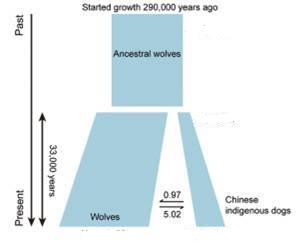 Started growth 290,000 years ago
Past
Ancestral wolves
33,000 years
0.97
5.02
Chinese
indigenous dogs
Wolves
Present